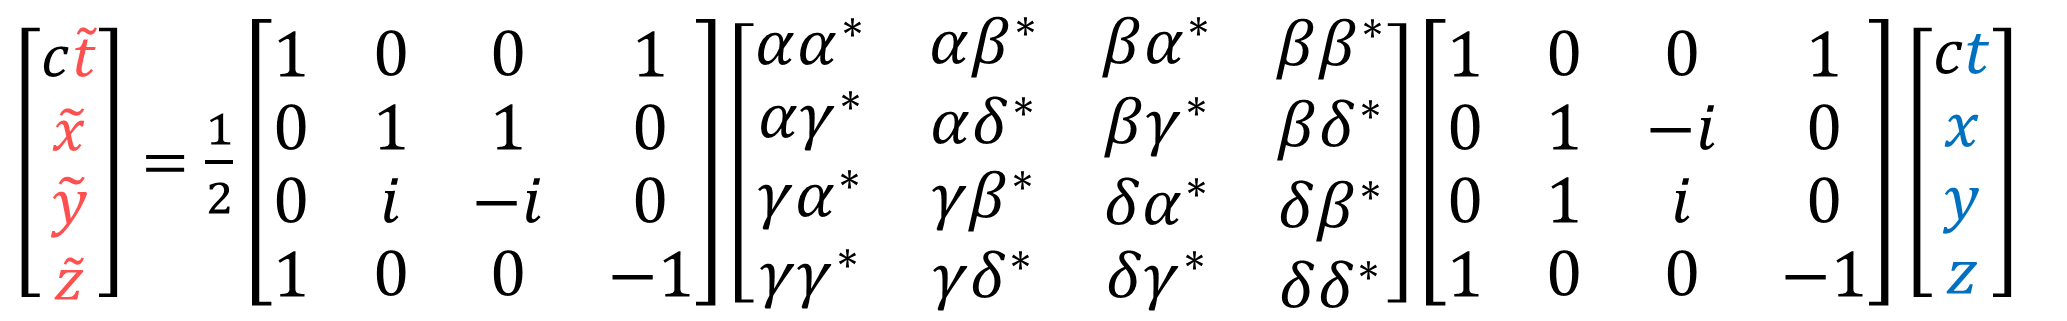 [c t̃] = 1/2 [1 0 0 1] [αα* αβ* βα* ββ*] [1 0 0 1] [ct]
[x̃] [0 1 1 0] [αγ* αδ* βγ* βδ*] [0 1 −i 0] [x]
[ỹ] [0 i −i 0] [γα* γβ* δα* δβ*] [0 1 i 0] [y]
[z̃] [1 0 0 −1] [γγ* γδ* δγ* δδ*] [1 0 0 −1] [z]